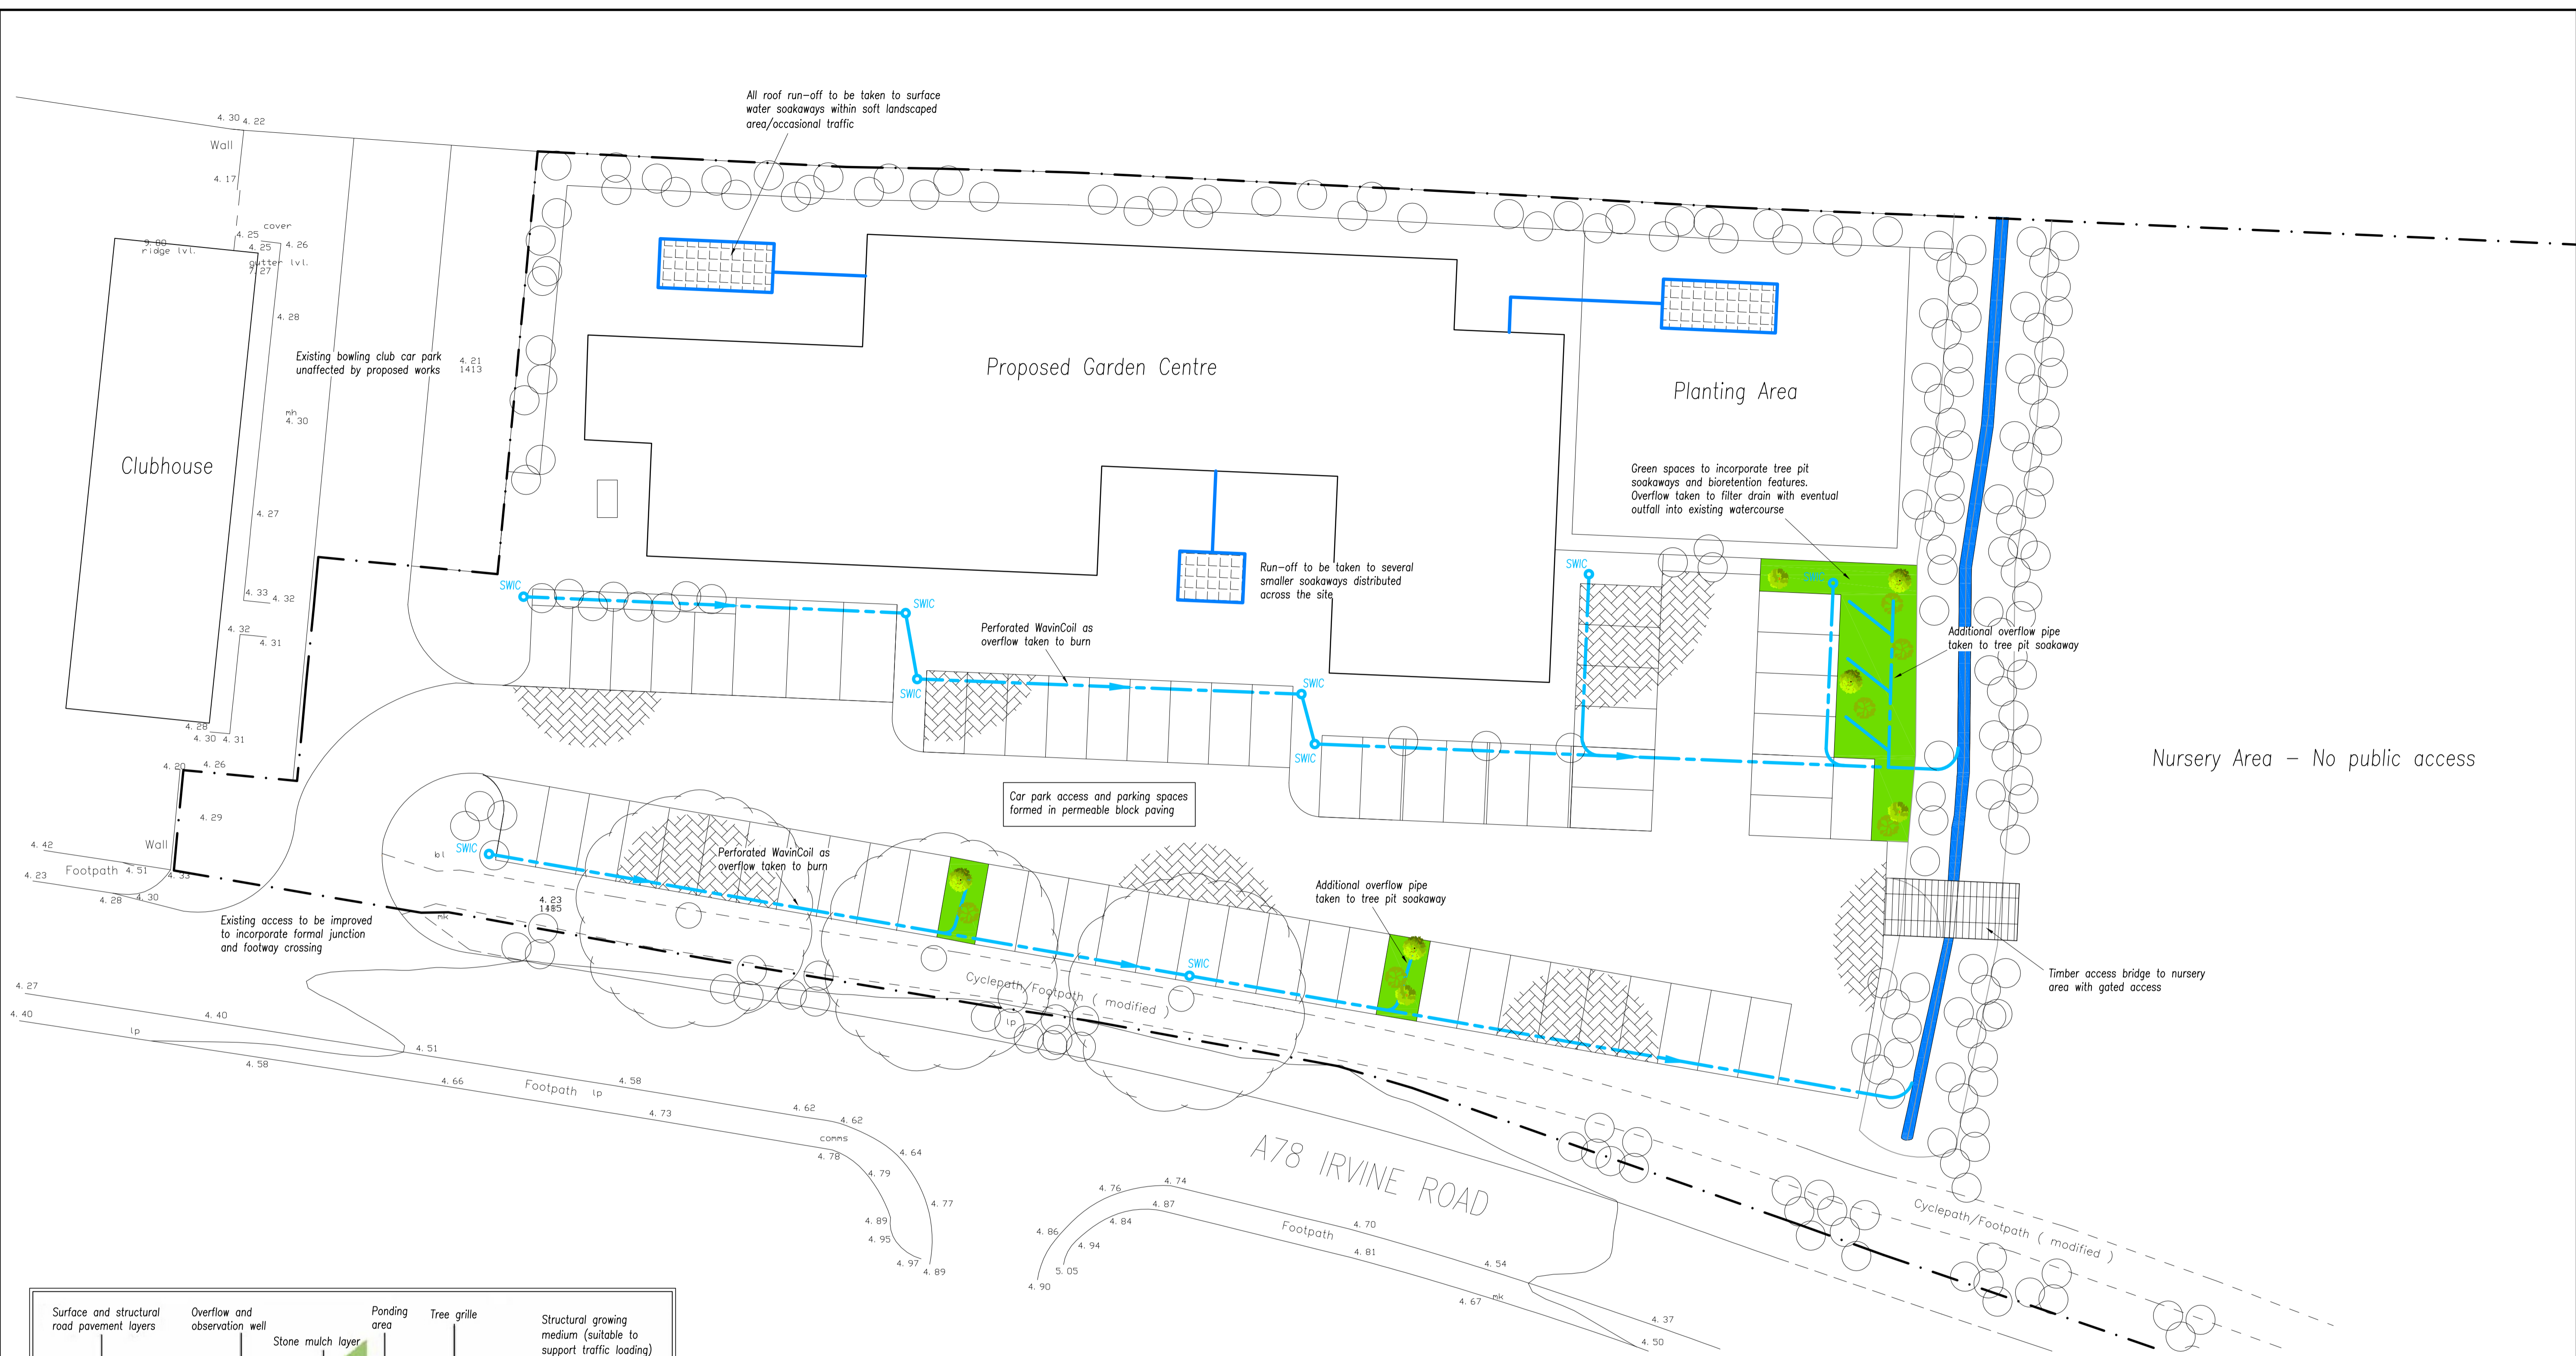 All roof run-off to be taken to surface
water soakaways within soft landscaped
area/occasional traffic
4. 30
4. 22
Wall
4. 17
cover
4. 25
4. 25
4. 26
9. 80
ridge lvl.
gutter lvl.
7. 27
4. 28
Existing bowling club car park
unaffected by proposed works
4. 21
1413
mh
4. 30
Clubhouse
4. 27
4. 33
4. 32
4. 32
4. 31
4. 28
4. 30
4. 31
4. 20
4. 26
4. 29
Wall
4. 42
Footpath
4. 51
4. 33
4. 23
4. 28
4. 30
Proposed Garden Centre
Planting Area
Green spaces to incorporate tree pit
soakaways and bioretention features.
Overflow taken to filter drain with eventual
outfall into existing watercourse
Run-off to be taken to several
smaller soakaways distributed
across the site
SWIC
SWIC
SWIC
SWIC
SWIC
SWIC
SWIC
SWIC
SWIC
Perforated WavinCoil as
overflow taken to burn
Additional overflow pipe
taken to tree pit soakaway
Nursery Area - No public access
Car park access and parking spaces
formed in permeable block paving
bl
Perforated WavinCoil as
overflow taken to burn
Additional overflow pipe
taken to tree pit soakaway
4. 23
mk
Existing access to be improved
to incorporate formal junction
and footway crossing
Cyclepath/Footpath ( modified )
lp
Timber access bridge to nursery
area with gated access
4. 27
4. 40
4. 40
lp
4. 51
4. 58
4. 58
4. 66
Footpath
lp
4. 73
4. 62
4. 62
comms
4. 78
4. 64
4. 79
4. 77
4. 89
4. 95
4. 97
4. 89
A78 IRVINE ROAD
4. 76
4. 74
4. 87
4. 84
4. 86
4. 94
5. 05
4. 90
4. 70
Footpath
4. 81
4. 54
4. 67
mk
4. 37
4. 50
Cyclepath/Footpath ( modified )
Surface and structural
road pavement layers
Overflow and
observation well
Stone mulch layer
Ponding
area
Tree grille
Structural growing
medium (suitable to
support traffic loading)